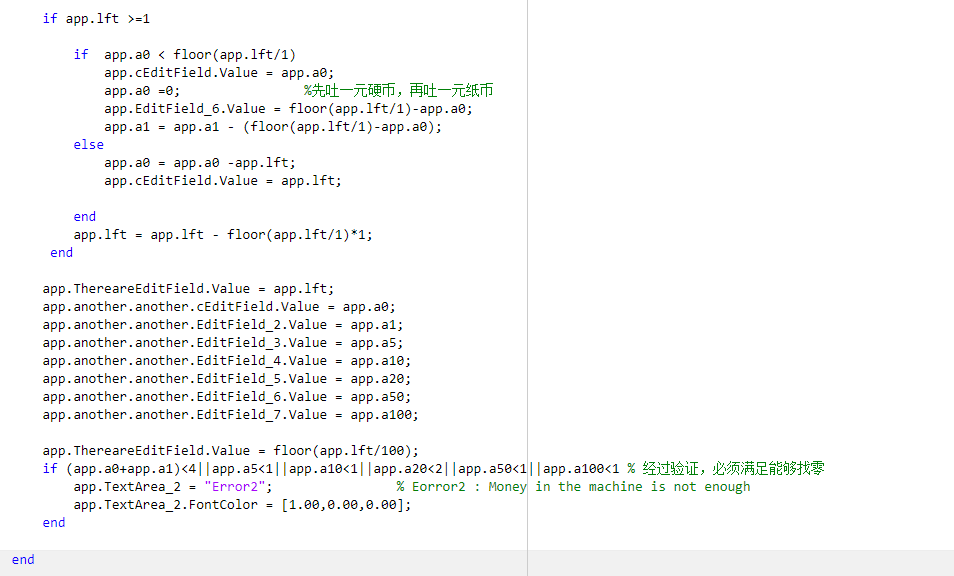 if app.lft >=1
if  app.a0 < floor(app.lft/1)
app.cEditField.Value = app.a0;
app.a0 =0;                %先吐一元硬币，再吐一元纸币
app.EditField_6.Value = floor(app.lft/1)-app.a0;
app.a1 = app.a1 - (floor(app.lft/1)-app.a0);
else
app.a0 = app.a0 -app.lft;
app.cEditField.Value = app.lft;
end
app.lft = app.lft - floor(app.lft/1)*1;
end
app.ThereareEditField.Value = app.lft;
app.another.another.cEditField.Value = app.a0;
app.another.another.EditField_2.Value = app.a1;
app.another.another.EditField_3.Value = app.a5;
app.another.another.EditField_4.Value = app.a10;
app.another.another.EditField_5.Value = app.a20;
app.another.another.EditField_6.Value = app.a50;
app.another.another.EditField_7.Value = app.a100;
app.ThereareEditField.Value = floor(app.lft/100);
if (app.a0+app.a1)<4||app.a5<1||app.a10<1||app.a20<2||app.a50<1||app.a100<1 % 经过验证，必须满足能够找零
app.TextArea_2 = "Error2";                % Eorror2 : Money in the machine is not enough
app.TextArea_2.FontColor = [1.00,0.00,0.00];
end
end